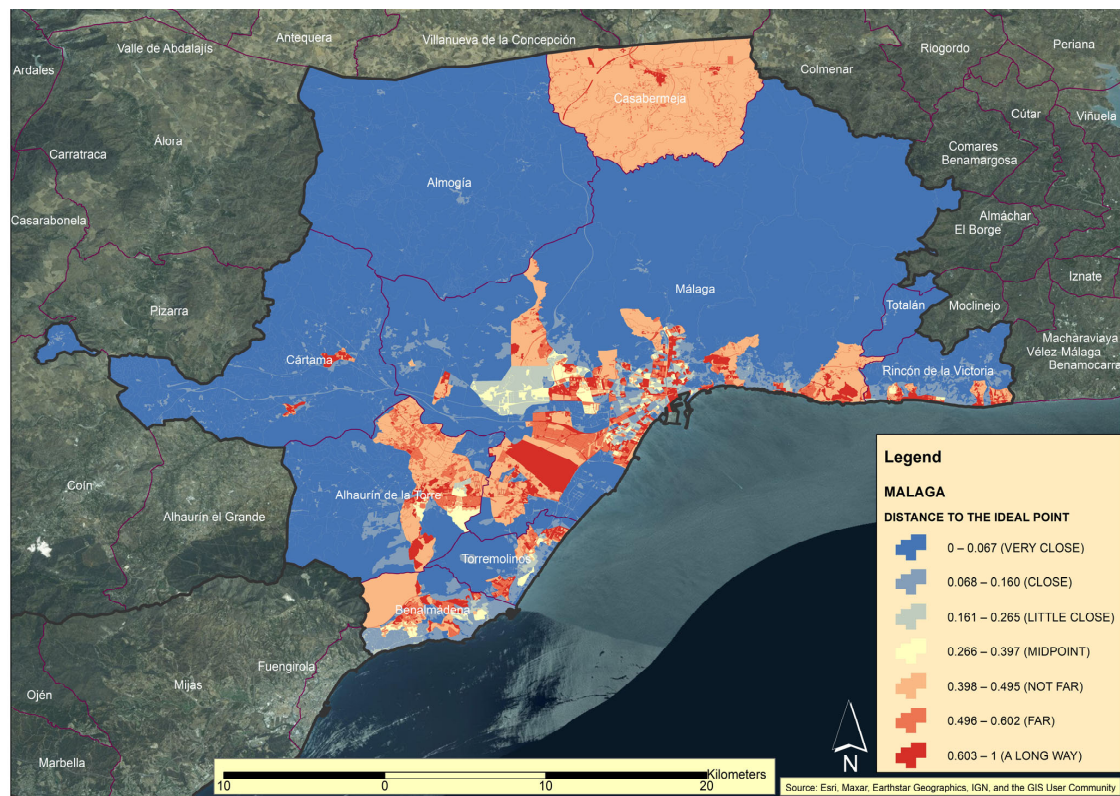 Antequera
Villanueva de la Concepción
Valle de Abdalajís
Periana
Riogordo
Ardales
Colmenar
Casabermeja
Cútar
Viñuela
Álora
Carratraca
Comares
Benamargosa
Almogía
Casarabonela
Almáchar
El Borge
Iznate
Málaga
Totalán
Moclinejo
Pizarra
Macharaviaya
Vélez-Málaga
Benamocarra
Cártama
Rincón de la Victoria
Coín
Alhaurín de la Torre
Alhaurín el Grande
Torremolinos
Benalmádena
Fuengirola
Mijas
Ojén
Marbella
Legend
MALAGA
DISTANCE TO THE IDEAL POINT
0 – 0.067 (VERY CLOSE)
0.068 – 0.160 (CLOSE)
0.161 – 0.265 (LITTLE CLOSE)
0.266 – 0.397 (MIDPOINT)
0.398 – 0.495 (NOT FAR)
0.496 – 0.602 (FAR)
0.603 – 1 (A LONG WAY)
N
Kilometers
10 0 10 20
Source: Esri, Maxar, Earthstar Geographics, IGN, and the GIS User Community